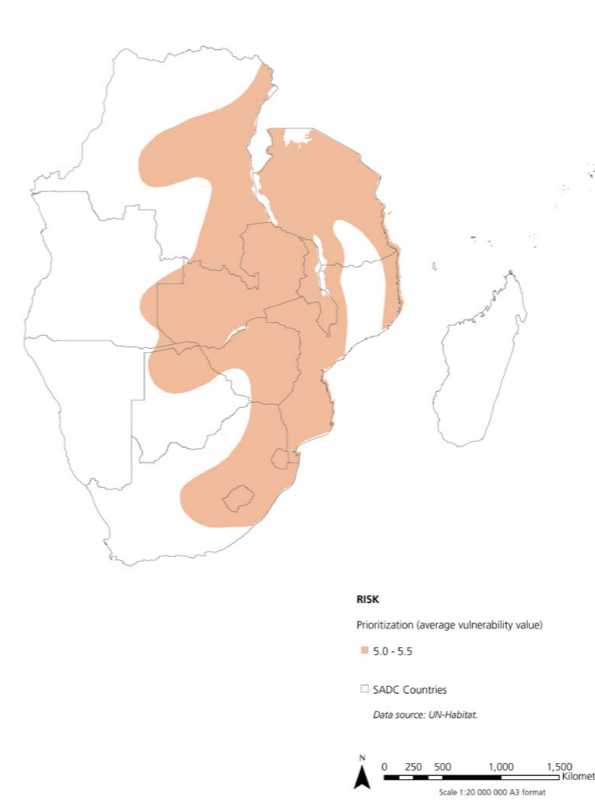 RISK
Prioritization (average vulnerability value)
5.0 - 5.5
SADC Countries
Data source: UN-Habitat.
N
0 250 500 1,000 1,500
Kilomet
Scale 1:20 000 000 A3 format